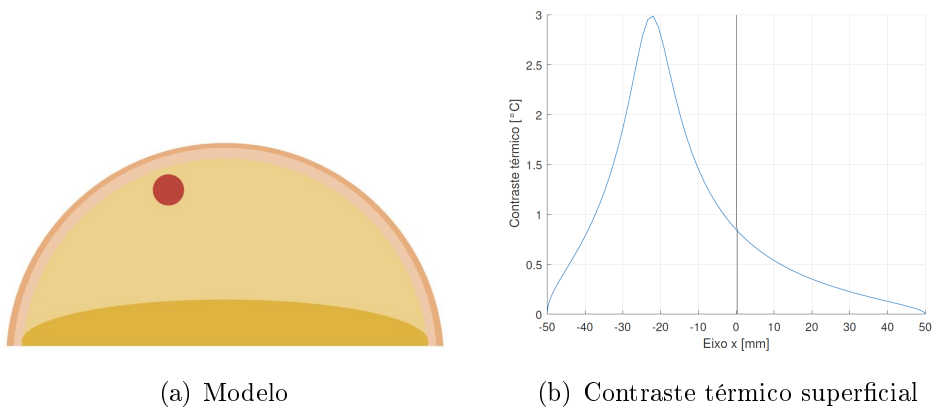 3
2.5
2
1.5
1
0.5
0
Contraste térmico [°C]
-50 -40 -30 -20 -10 0 10 20 30 40 50
Eixo x [mm]
(a) Modelo
(b) Contraste térmico superficial